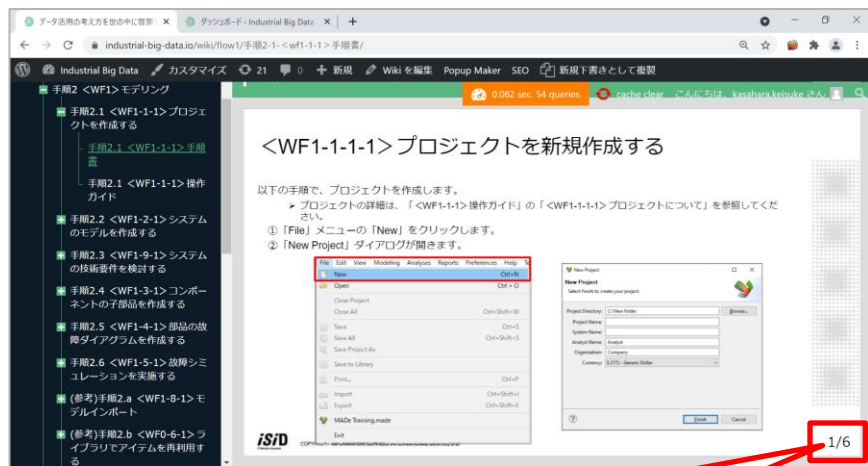 データ活用の考え方を世の中に啓蒙
ダッシュボード ‹ Industrial Big Data
industrial-big-data.io/wiki/flow1/手順2-1-<wf1-1-1>手順書/
Industrial Big Data カスタマイズ 21 0 新規 Wiki を編集 Popup Maker SEO 新規下書きとして複製
0.082 sec. 54 queries. cache clear こんにちは、kasahara.keisuke さん
手順2 <WF1>モデリング
手順2.1 <WF1-1-1>プロジェ
クトを作成する
手順2.1 <WF1-1-1>手順
書
手順2.1 <WF1-1-1>操作
ガイド
手順2.2 <WF1-2-1>システム
のモデルを作成する
手順2.3 <WF1-9-1>システム
の技術要件を検討する
手順2.4 <WF1-3-1>コンポー
ネントの子部品を作成する
手順2.5 <WF1-4-1>部品の故
障ダイアグラムを作成する
手順2.6 <WF1-5-1>故障シミ
ュレーションを実施する
(参考)手順2.a <WF1-8-1>モ
デルインポート
(参考)手順2.b <WF0-6-1>ラ
イブラリでアイテムを再利用す
る
<WF1-1-1-1>プロジェクトを新規作成する
以下の手順で、プロジェクトを作成します。
➢ プロジェクトの詳細は、「<WF1-1-1>操作ガイド」の「<WF1-1-1-1>プロジェクトについて」を参照してくだ
さい。
① 「File」メニューの「New」をクリックします。
② 「New Project」ダイアログが開きます。
File Edit View Modeling Analyses Reports Preferences Help
New Ctrl+N
Open Ctrl + O
Close Project
Close All Ctrl+Shift+W
Save Ctrl+S
Save All Ctrl+Shift+S
Save Project As
Save to Library
Print... Ctrl+P
Import Ctrl+Shift+I
Export Ctrl+Shift+E
MADe Training.made
Exit
New Project
New Project
Select Finish to create your project.
Project Directory: C:\New folder Browse...
Project Name:
System Name:
Analyst Name: Analyst
Organisation: Company
Currency: - Generic Dollar
Finish Cancel
iSiD
1/6